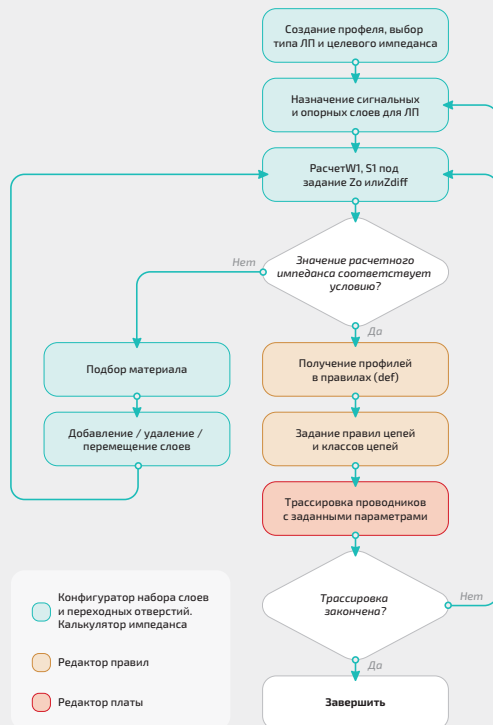 Создание профеля, выбор
типа ЛП и целевого импеданса
Назначение сигнальных
и опорных слоев для ЛП
РасчетW1, S1 под
задание Zo илиZdiff
Значение расчетного
импеданса соответствует
условию?
Нет
Да
Подбор материала
Добавление / удаление /
перемещение слоев
Получение профилей
в правилах (def)
Задание правил цепей
и классов цепей
Трассировка проводников
с заданными параметрами
Трассировка
закончена?
Нет
Да
Завершить
Конфигуратор набора слоев
и переходных отверстий.
Калькулятор импеданса
Редактор правил
Редактор платы